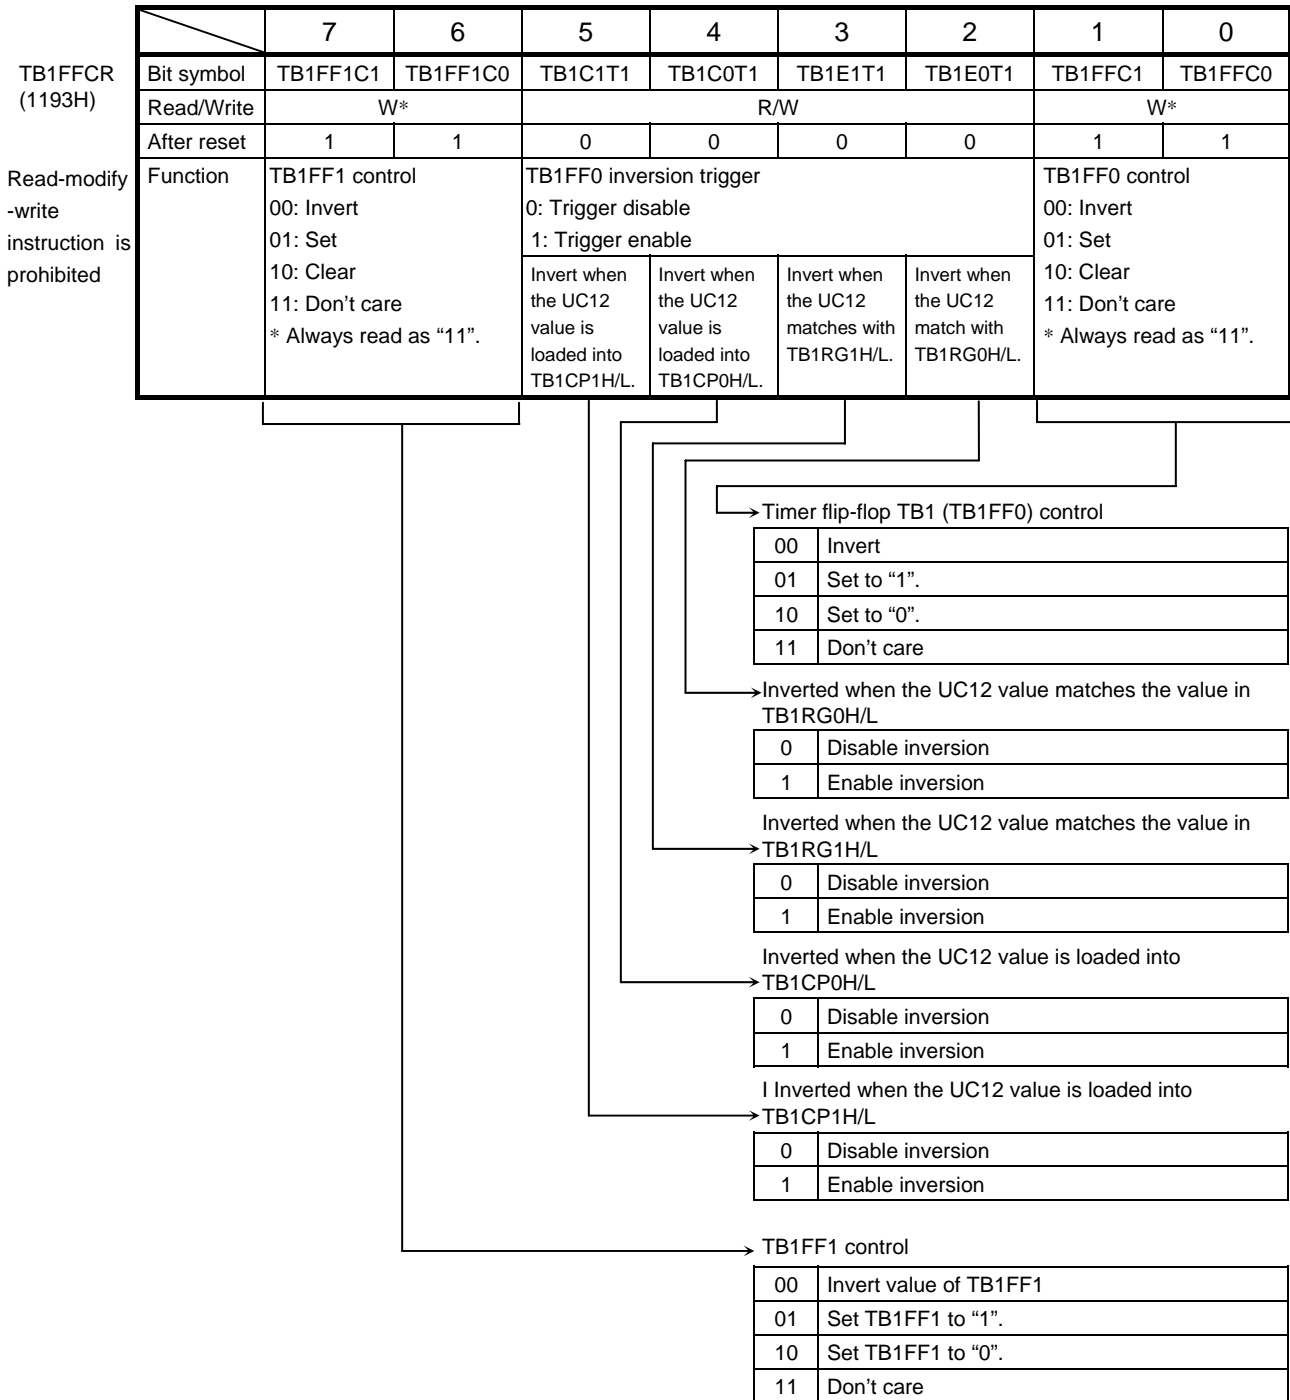 7 6 5 4 3 2 1 0
TB1FFCR
(1193H)
Bit symbol TB1FF1C1 TB1FF1C0 TB1C1T1 TB1C0T1 TB1E1T1 TB1E0T1 TB1FFC1 TB1FFC0
Read/Write W* R/W W*
After reset 1 1 0 0 0 0 1 1
Read-modify
-write
instruction is
prohibited
Function
TB1FF1 control
00: Invert
01: Set
10: Clear
11: Don't care
* Always read as “11”.
TB1FF0 inversion trigger
0: Trigger disable
1: Trigger enable
Invert when
the UC12
value is
loaded into
TB1CP1H/L.
Invert when
the UC12
value is
loaded into
TB1CP0H/L.
Invert when
the UC12
matches with
TB1RG1H/L.
Invert when
the UC12
match with
TB1RG0H/L.
TB1FF0 control
00: Invert
01: Set
10: Clear
11: Don't care
* Always read as “11”.
Timer flip-flop TB1 (TB1FF0) control
00 Invert
01 Set to “1”.
10 Set to “0”.
11 Don't care
Inverted when the UC12 value matches the value in
TB1RG0H/L
0 Disable inversion
1 Enable inversion
Inverted when the UC12 value matches the value in
TB1RG1H/L
0 Disable inversion
1 Enable inversion
Inverted when the UC12 value is loaded into
TB1CP0H/L
0 Disable inversion
1 Enable inversion
I Inverted when the UC12 value is loaded into
TB1CP1H/L
0 Disable inversion
1 Enable inversion
TB1FF1 control
00 Invert value of TB1FF1
01 Set TB1FF1 to “1”.
10 Set TB1FF1 to “0”.
11 Don't care